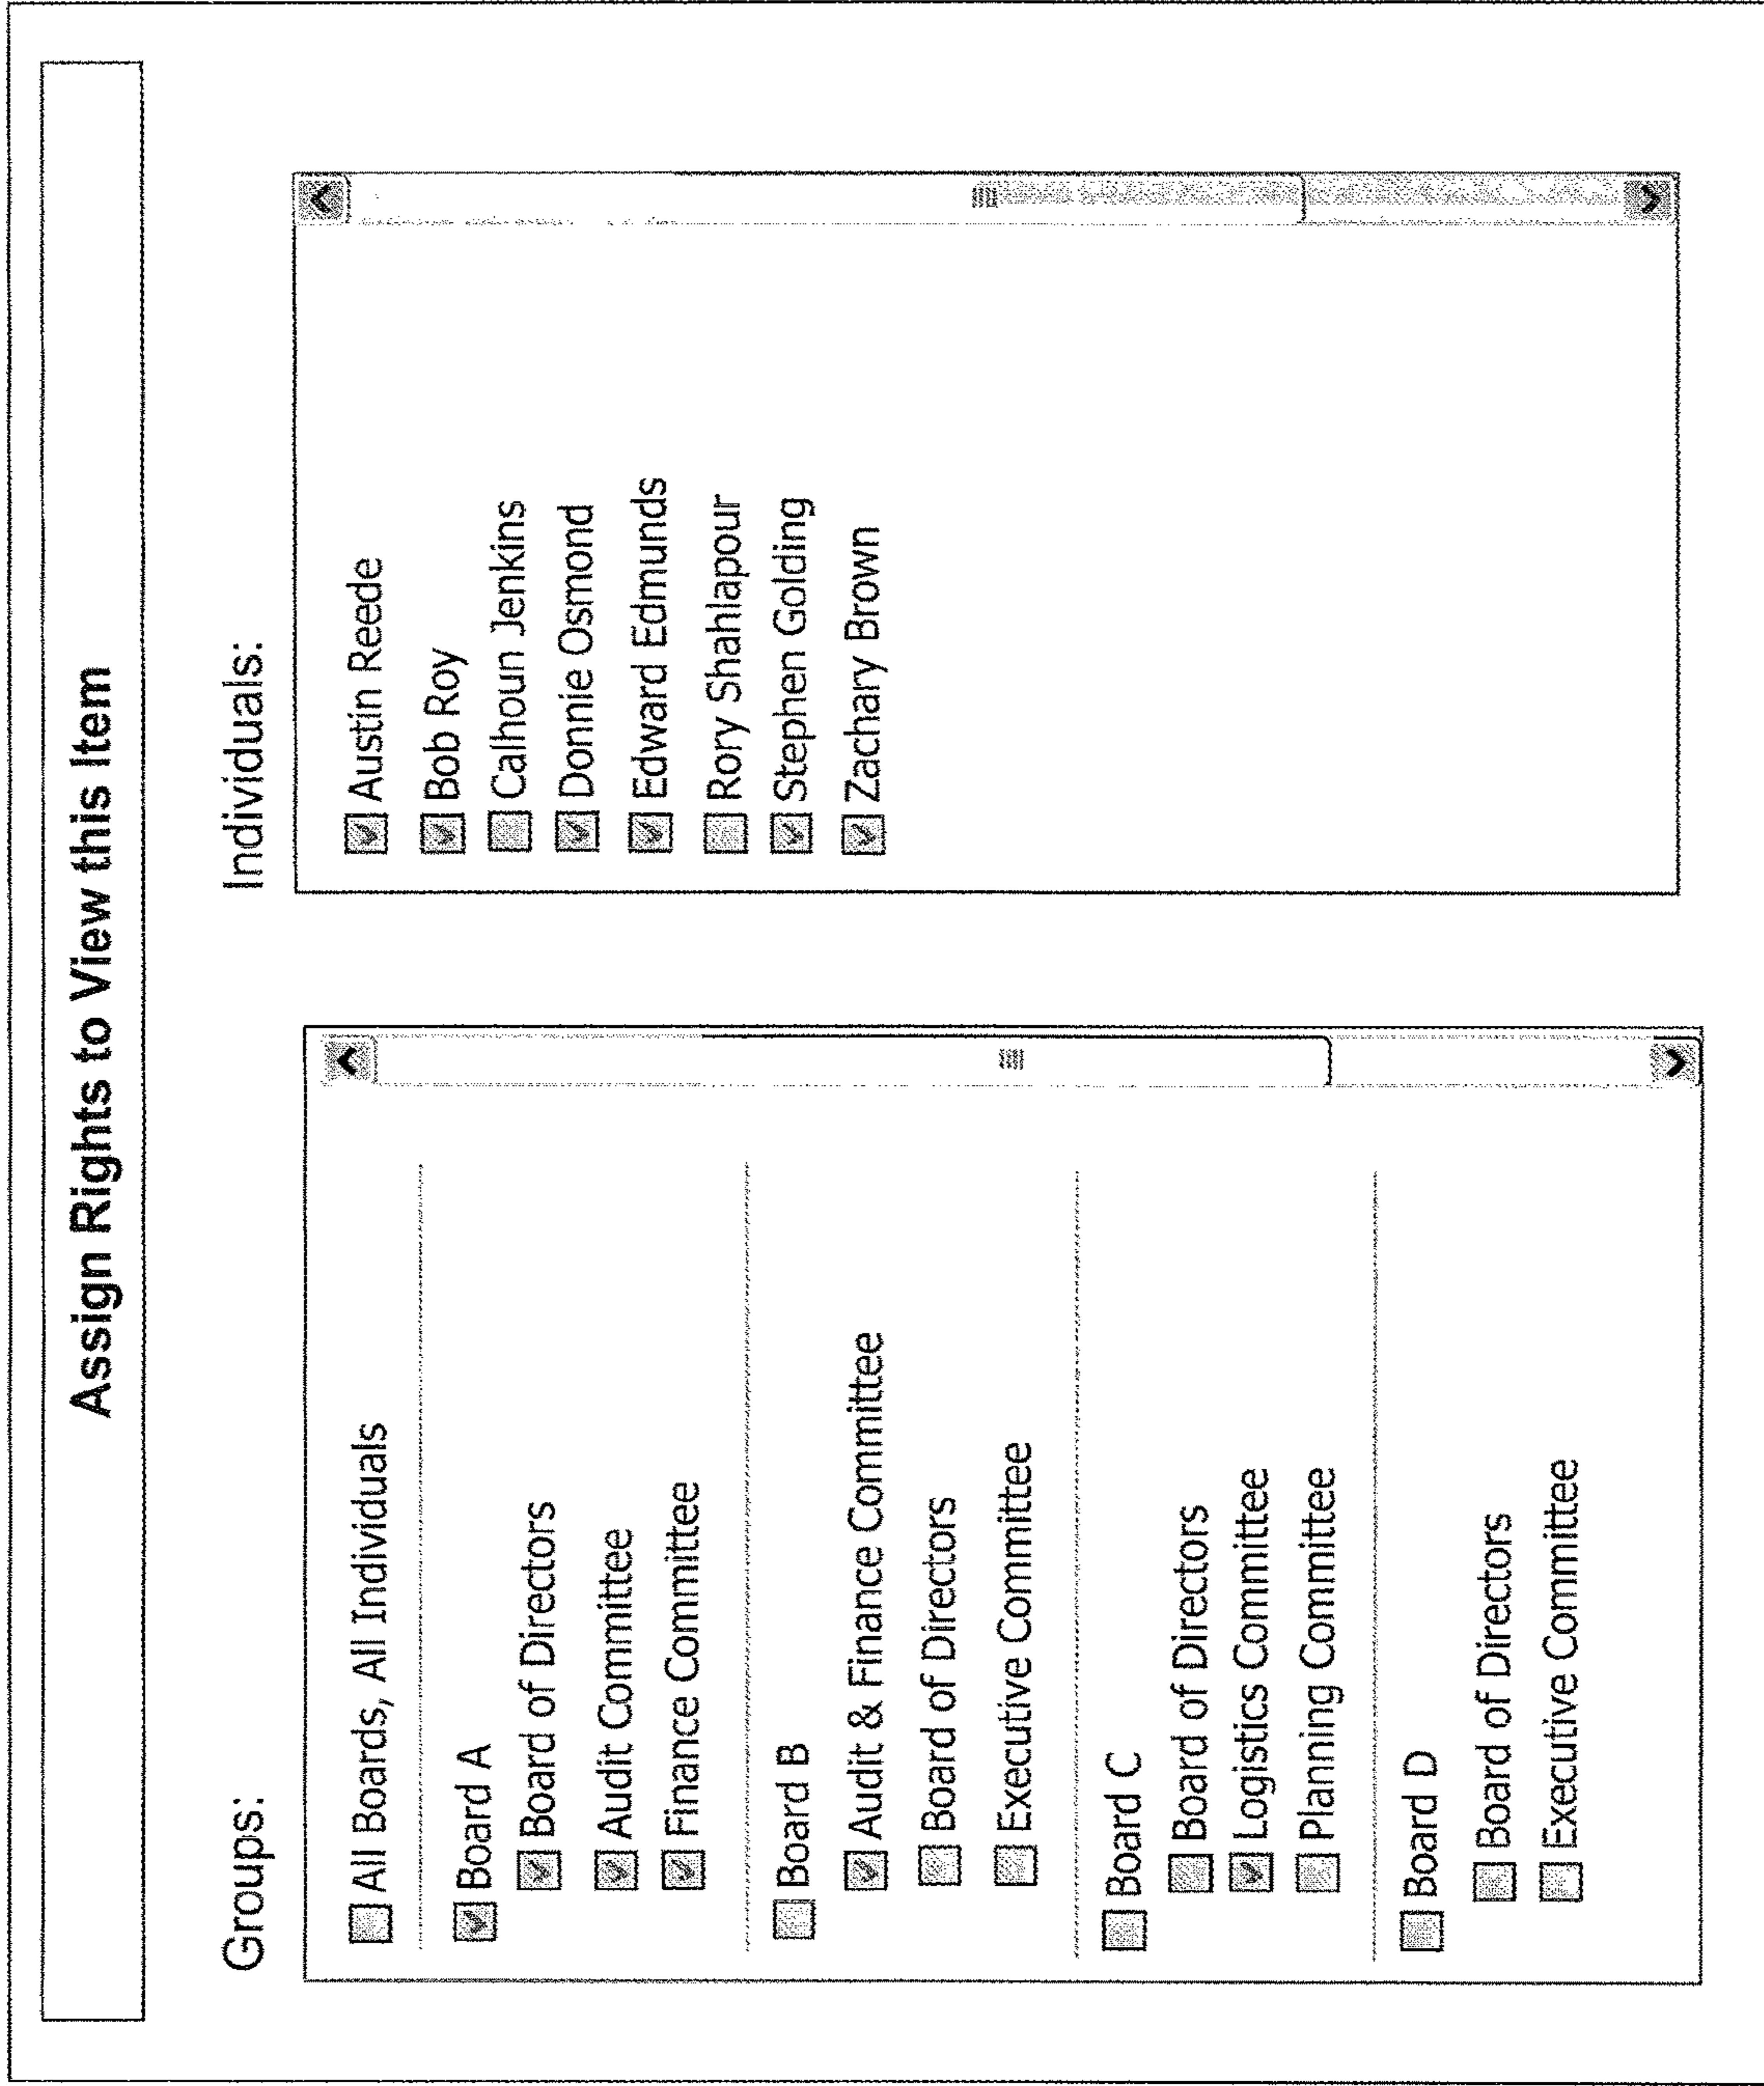 Assign Rights to View this Item
Groups:
All Boards, All Individuals
Board A
Board of Directors
Audit Committee
Finance Committee
Board B
Audit & Finance Committee
Board of Directors
Executive Committee
Board C
Board of Directors
Logistics Committee
Planning Committee
Board D
Board of Directors
Executive Committee
Individuals:
Austin Reede
Bob Roy
Calhoun Jenkins
Donnie Osmond
Edward Edmunds
Rory Shahlapour
Stephen Golding
Zachary Brown